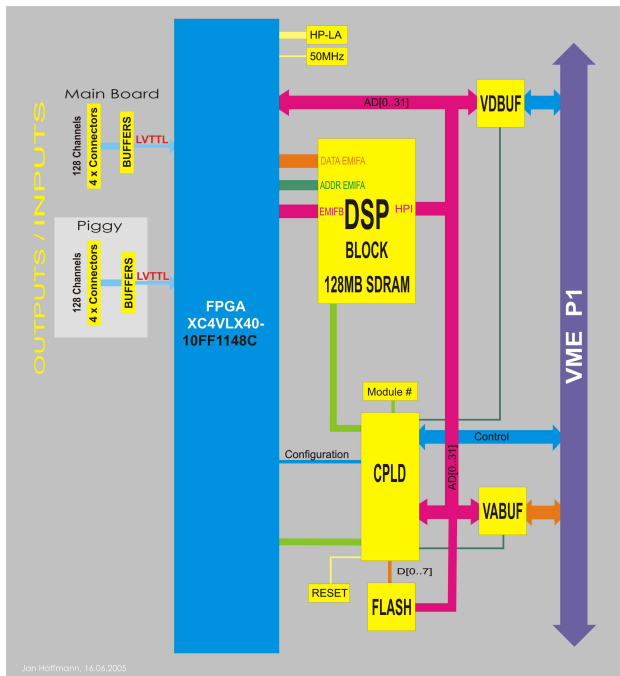 HP-LA
50MHz
OUTPUTS / INPUTS
Main Board
128 Channels
4 x Connectors
BUFFERS
LVTTL
AD[0..31]
VDBUF
DATA EMIFA
ADDR EMIFA
EMIFB
DSP
HPI
BLOCK
128MB SDRAM
Piggy
128 Channels
4 x Connectors
BUFFERS
LVTTL
FPGA
XC4VLX40-
10FF1148C
VME P1
Module #
Control
Configuration
CPLD
AD[0..31]
VABUF
D[0..7]
RESET
FLASH
Jan Hoffmann, 16.06.2005